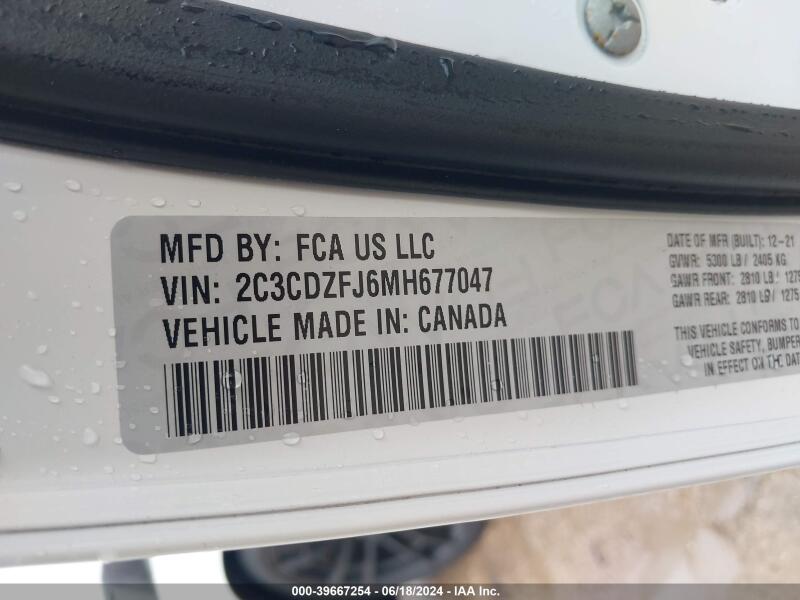 MFD BY: FCA US LLC
VIN: 2C3CDZFJ6MH677047
VEHICLE MADE IN: CANADA
DATE OF MFR (BUILT): 12-21
GVWR: 5300 LB / 2405 KG
GAWR FRONT: 2810 LB / 1275
GAWR REAR: 2810 LB / 1275
THIS VEHICLE CONFORMS TO
VEHICLE SAFETY, BUMPER
IN EFFECT ON THE DAT
000-39667254 - 06/18/2024 - IAA Inc.